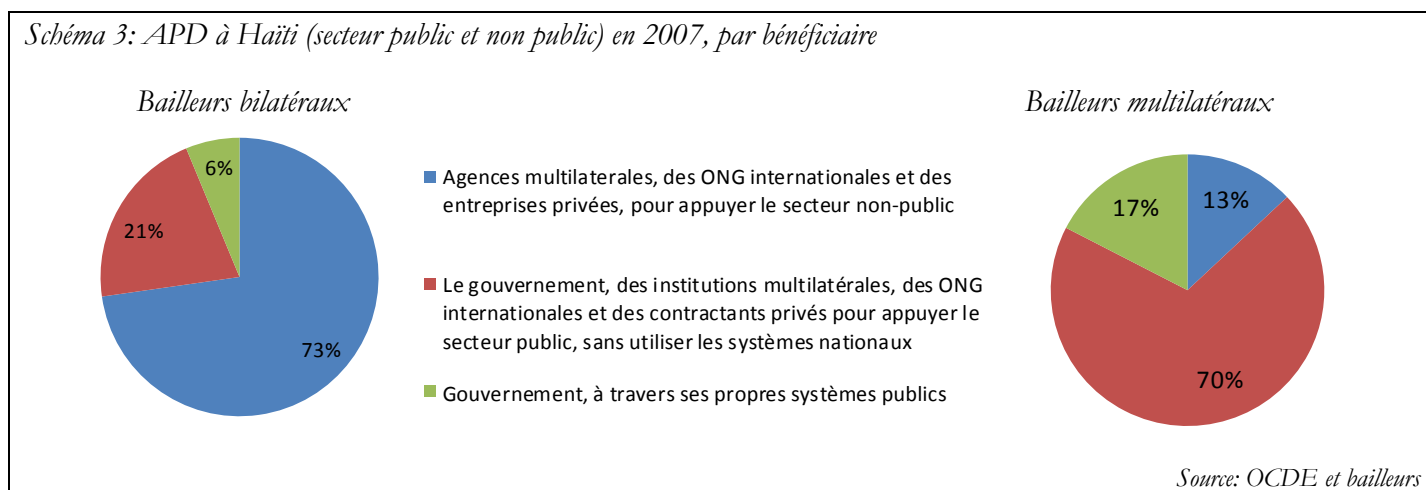 Schéma 3: APD à Haïti (secteur public et non public) en 2007, par bénéficiaire
Bailleurs bilatéraux
6%
21%
73%
Agences multilaterales, des ONG internationales et des
entreprises privées, pour appuyer le secteur non-public
Le gouvernement, des institutions multilatérales, des ONG
internationales et des contractants privés pour appuyer le
secteur public, sans utiliser les systèmes nationaux
Gouvernement, à travers ses propres systèmes publics
Bailleurs multilatéraux
17%
13%
70%
Source: OCDE et bailleurs